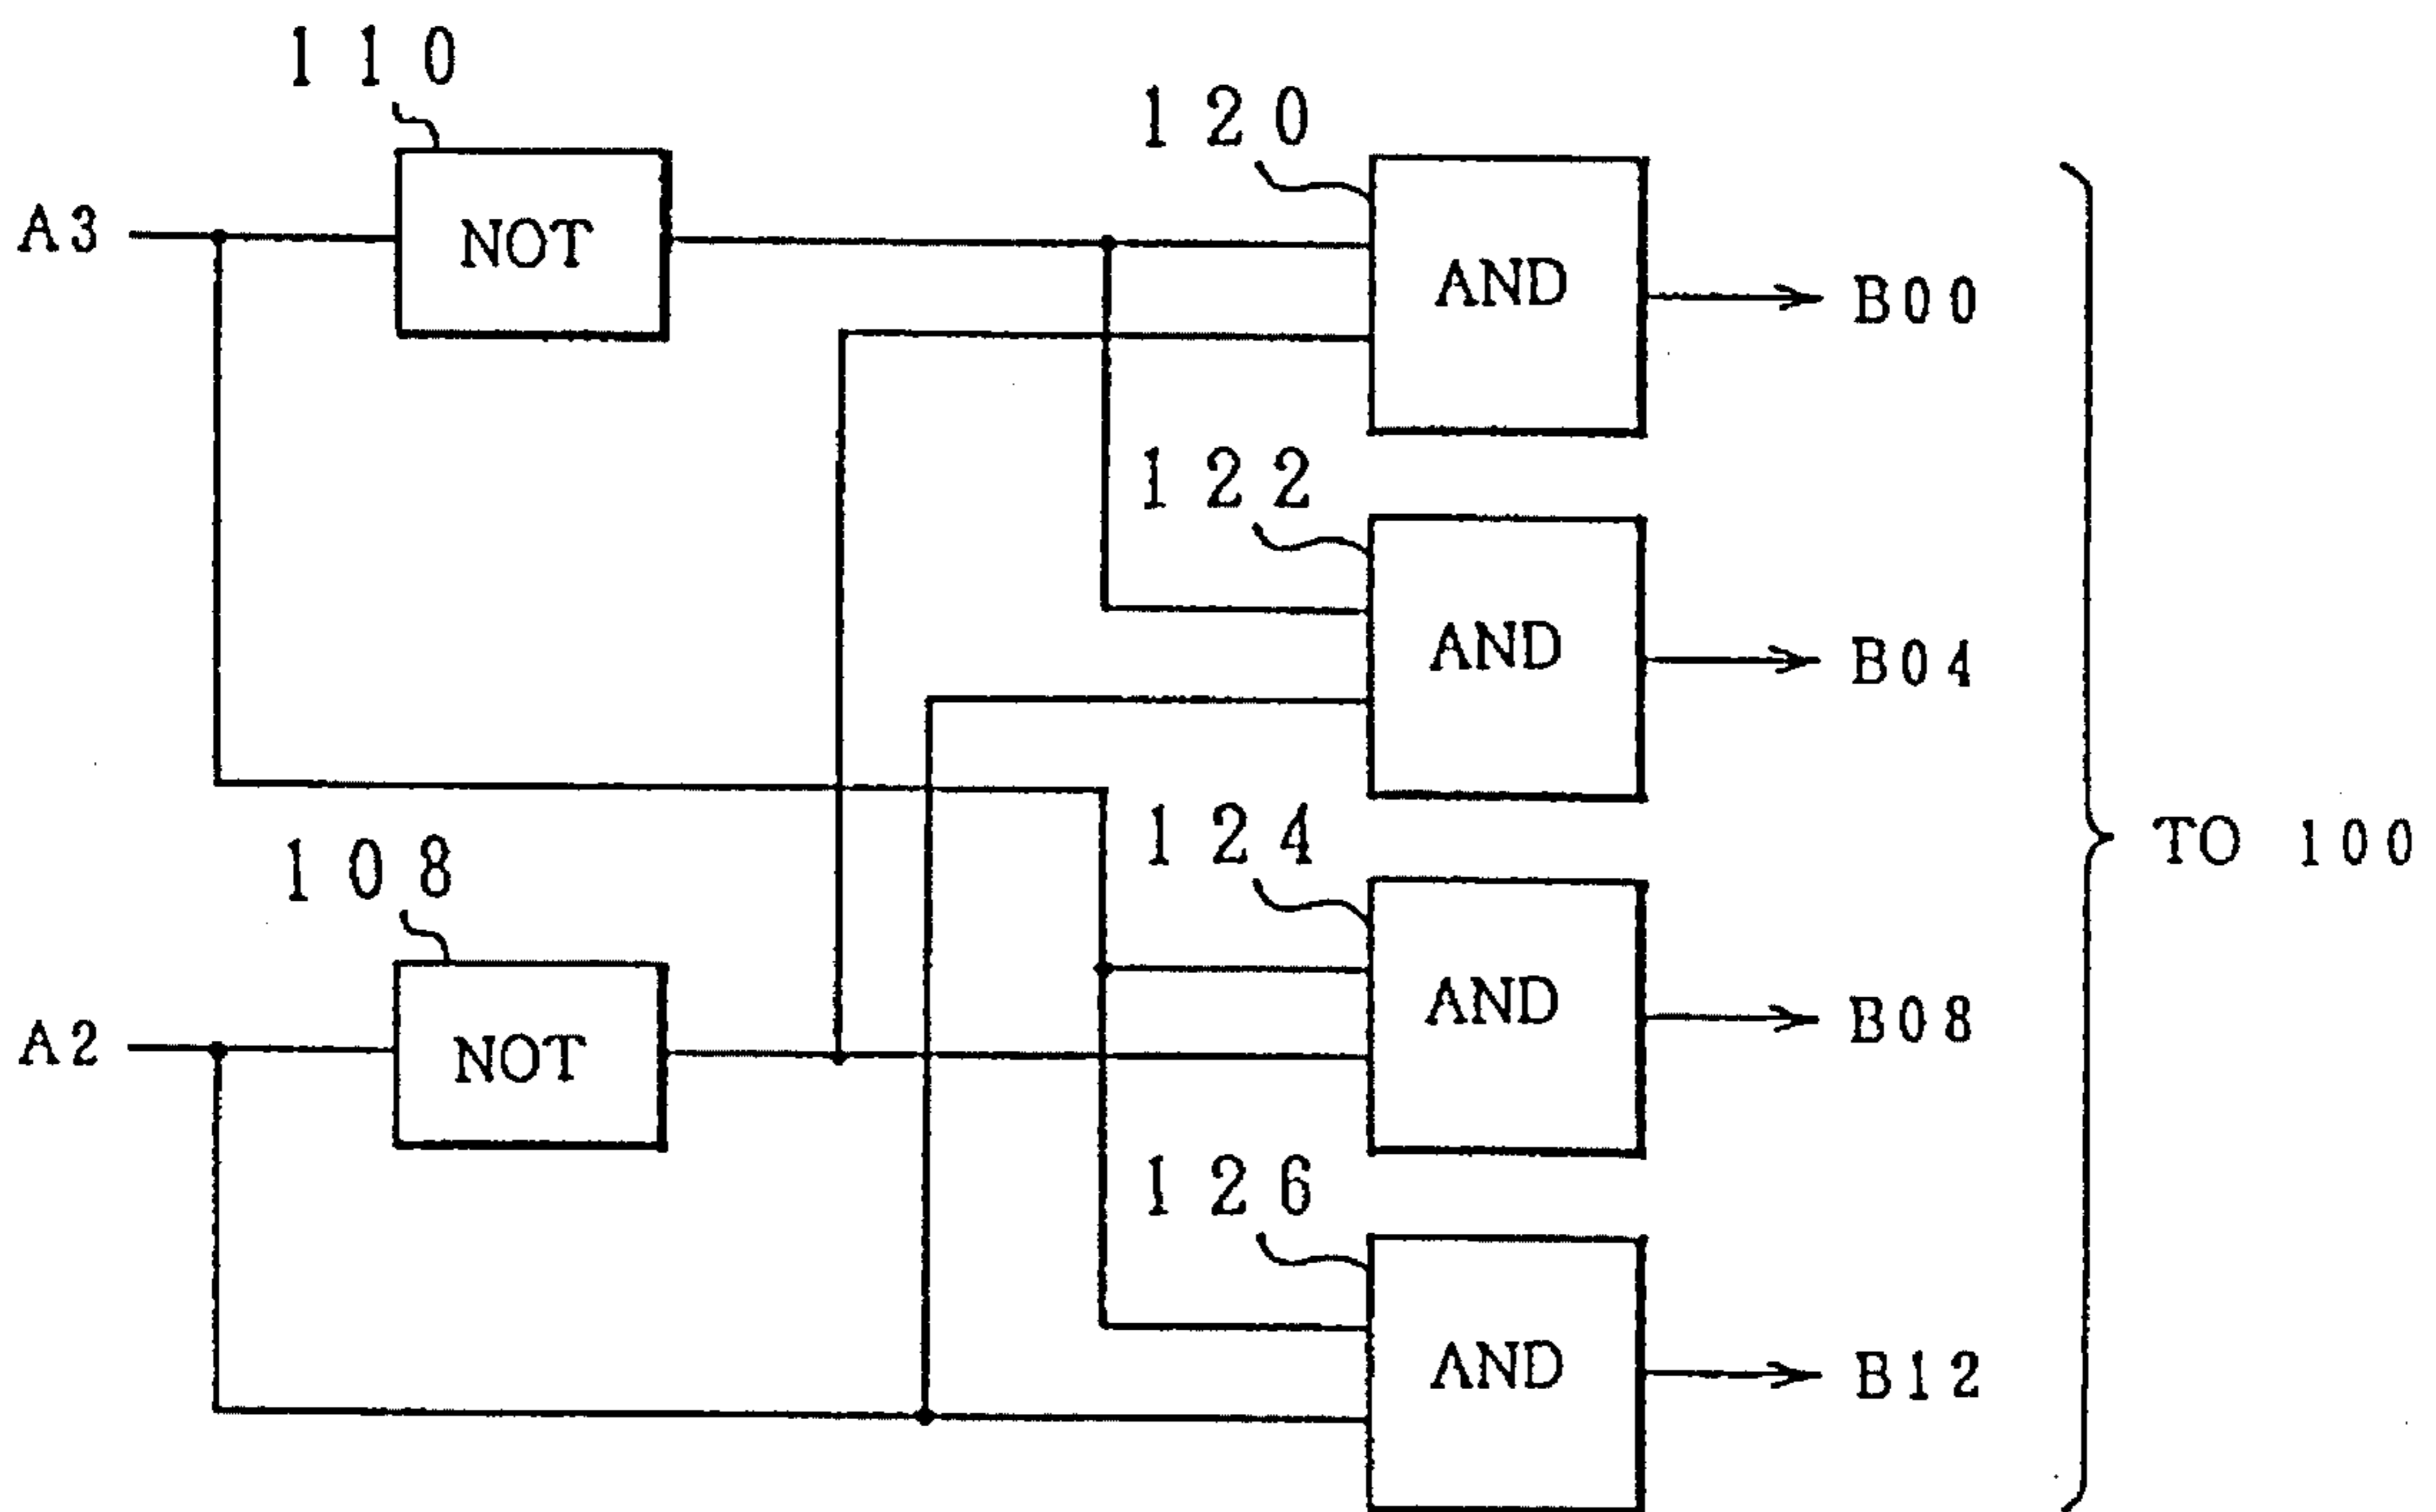 110
120
A3
NOT
AND
B00
122
AND
B04
124
TO 100
108
AND
B08
A2
NOT
126
AND
B12